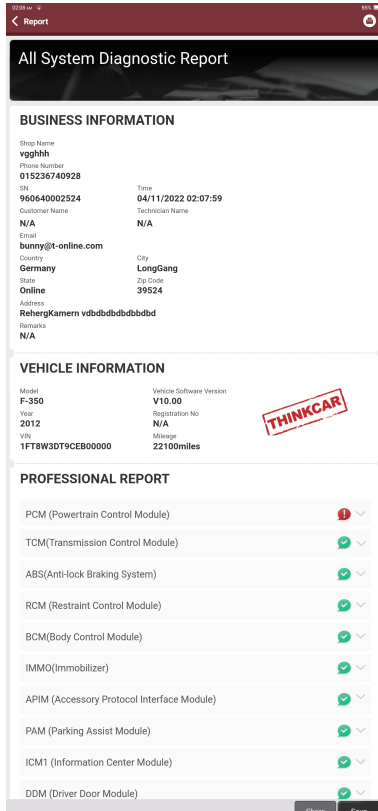 02:08 AM
85%
Report
All System Diagnostic Report
BUSINESS INFORMATION
Shop Name
vgghhh
Phone Number
015236740928
SN Time
960640002524 04/11/2022 02:07:59
Customer Name Technician Name
N/A N/A
Email
bunny@t-online.com
Country City
Germany LongGang
State Zip Code
Online 39524
Address
RehergKamern vdbdbdbdbbdbd
Remarks
N/A
VEHICLE INFORMATION
Model Vehicle Software Version
F-350 V10.00
Year Registration No
2012 N/A
VIN Mileage
1FT8W3DT9CEB00000 22100miles
THINKCAR
PROFESSIONAL REPORT
PCM (Powertrain Control Module)
TCM(Transmission Control Module)
ABS(Anti-lock Braking System)
RCM (Restraint Control Module)
BCM(Body Control Module)
IMMO(Immobilizer)
APIM (Accessory Protocol Interface Module)
PAM (Parking Assist Module)
ICM1 (Information Center Module)
DDM (Driver Door Module)
Share Save